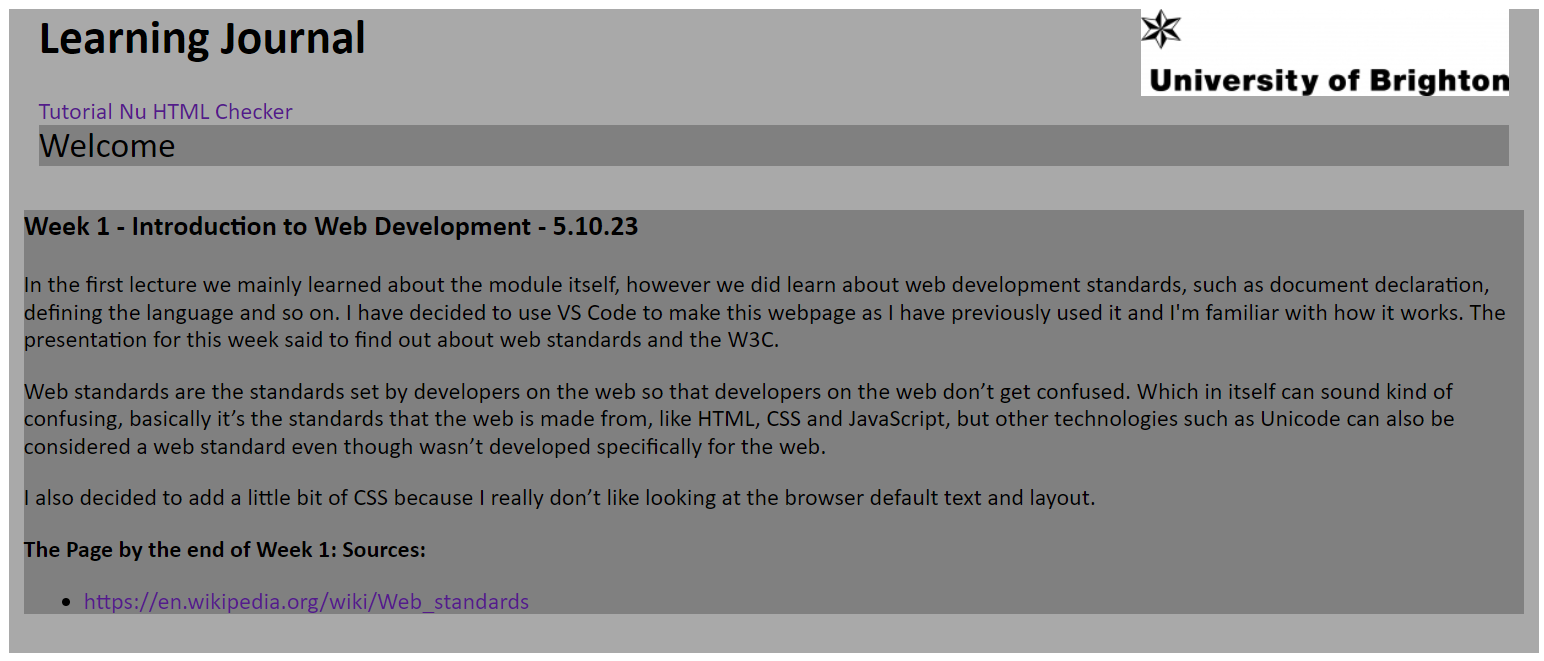 Learning Journal
University of Brighton
Tutorial Nu HTML Checker
Welcome
Week 1 - Introduction to Web Development - 5.10.23
In the first lecture we mainly learned about the module itself, however we did learn about web development standards, such as document declaration,
defining the language and so on. I have decided to use VS Code to make this webpage as I have previously used it and I'm familiar with how it works. The
presentation for this week said to find out about web standards and the W3C.
Web standards are the standards set by developers on the web so that developers on the web don’t get confused. Which in itself can sound kind of
confusing, basically it’s the standards that the web is made from, like HTML, CSS and JavaScript, but other technologies such as Unicode can also be
considered a web standard even though wasn’t developed specifically for the web.
I also decided to add a little bit of CSS because I really don’t like looking at the browser default text and layout.
The Page by the end of Week 1: Sources:
• https://en.wikipedia.org/wiki/Web_standards